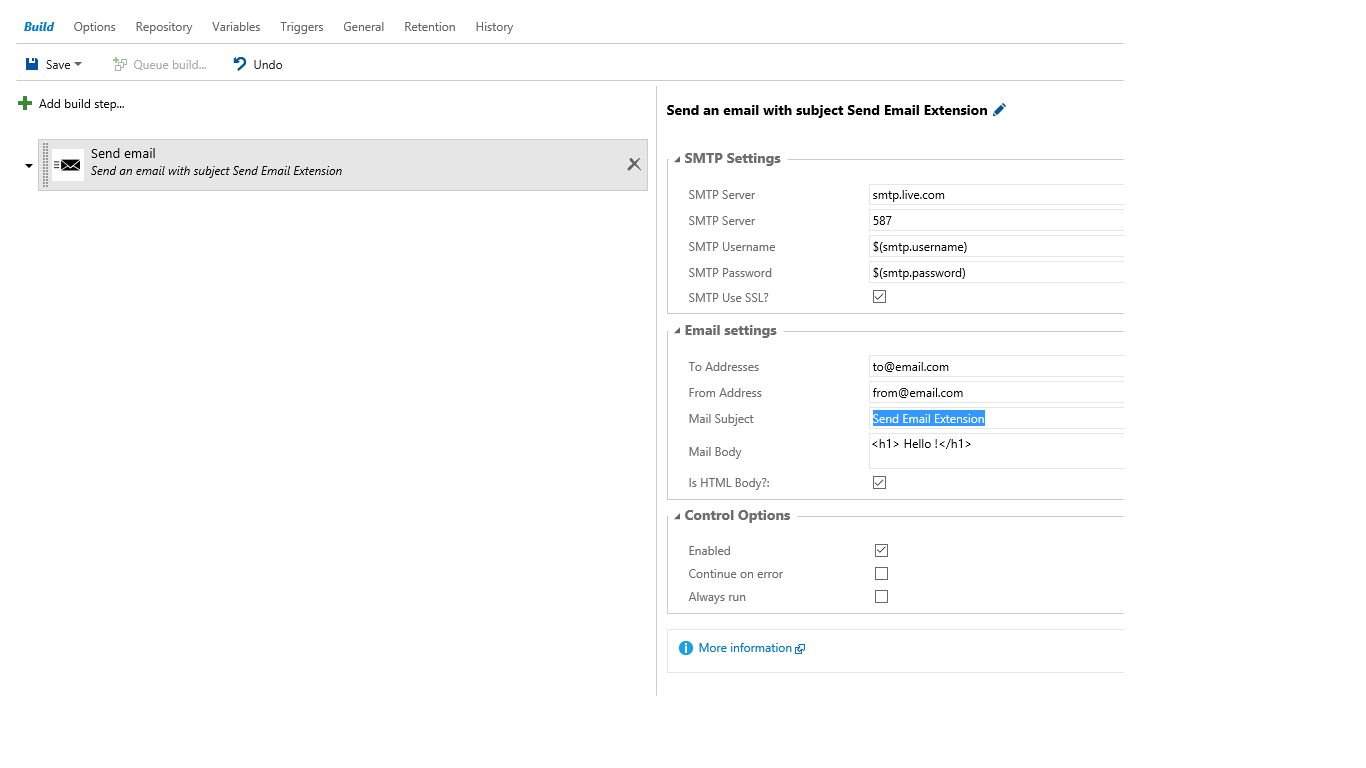 Build Options Repository Variables Triggers General Retention History
Save Queue build... Undo
Add build step...
Send email
Send an email with subject Send Email Extension
Send an email with subject Send Email Extension
SMTP Settings
SMTP Server smtp.live.com
SMTP Server 587
SMTP Username $(smtp.username)
SMTP Password $(smtp.password)
SMTP Use SSL?
Email settings
To Addresses to@email.com
From Address from@email.com
Mail Subject Send Email Extension
Mail Body <h1> Hello !</h1>
Is HTML Body?:
Control Options
Enabled
Continue on error
Always run
More information